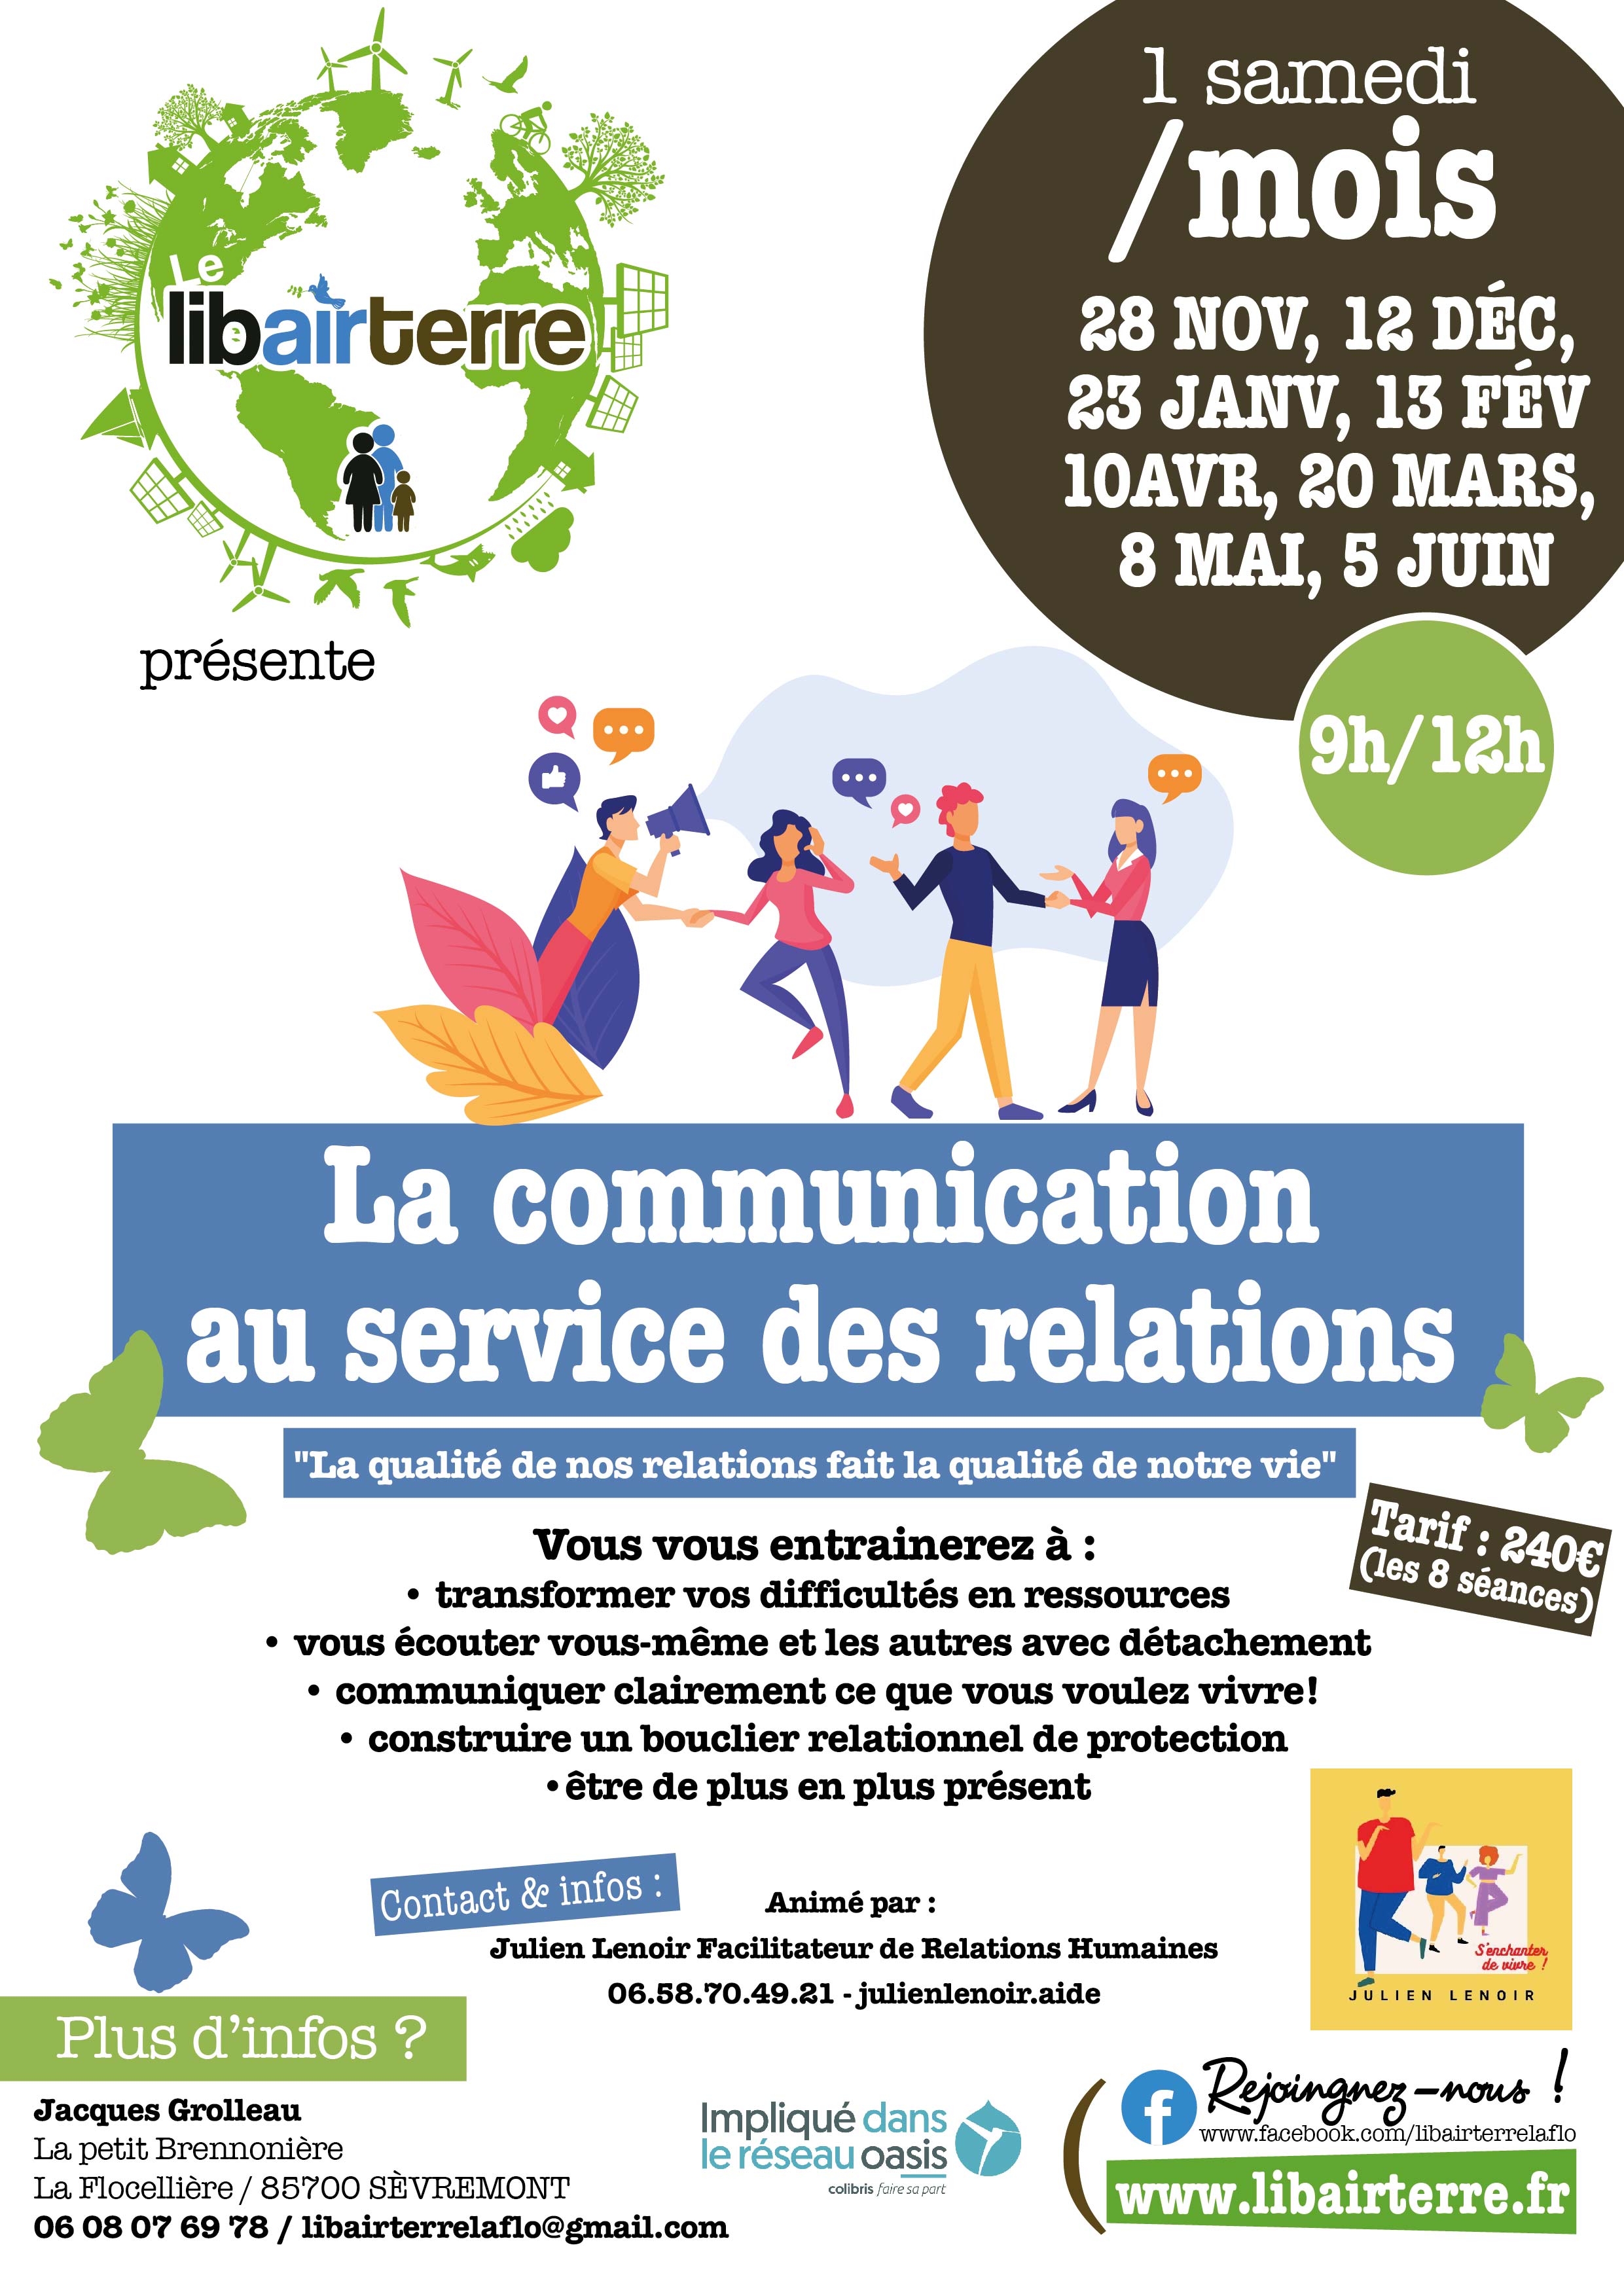 1 samedi
/mois
28 NOV, 12 DÉC,
23 JANV, 13 FÉV
10AVR, 20 MARS,
8 MAI, 5 JUIN
9h/12h
Le
libairterre
présente
La communication
au service des relations
"La qualité de nos relations fait la qualité de notre vie"
Tarif : 240€
(les 8 séances)
Vous vous entrainerez à :
• transformer vos difficultés en ressources
• vous écouter vous-même et les autres avec détachement
• communiquer clairement ce que vous voulez vivre!
• construire un bouclier relationnel de protection
•être de plus en plus présent
Contact & infos :
Animé par :
Julien Lenoir Facilitateur de Relations Humaines
06.58.70.49.21 - julienlenoir.aide
S'enchanter
de vivre !
JULIEN LENOIR
Plus d'infos ?
Jacques Grolleau
La petit Brennonière
La Flocellière / 85700 SÈVREMONT
06 08 07 69 78 / libairterrelaflo@gmail.com
Impliqué dans
le réseau oasis
colibris faire sa part
f
Rejoingnez-nous !
www.facebook.com/libairterrelaflo
www.libairterre.fr